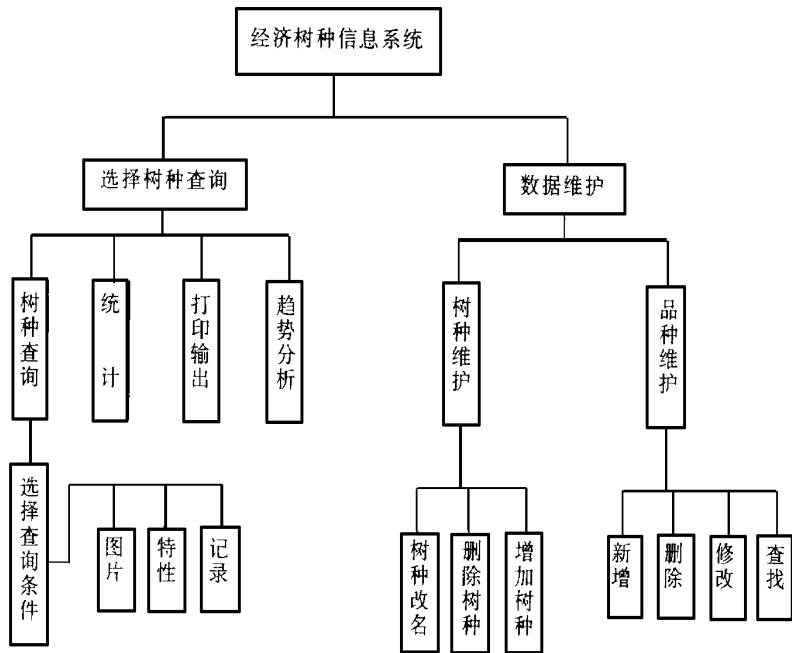 经济树种信息系统
选择树种查询
数据维护
树种查询
统计
打印输出
趋势分析
树种维护
品种维护
选择查询条件
图片
特性
记录
树种改名
删除树种
增加树种
新增
删除
修改
查找